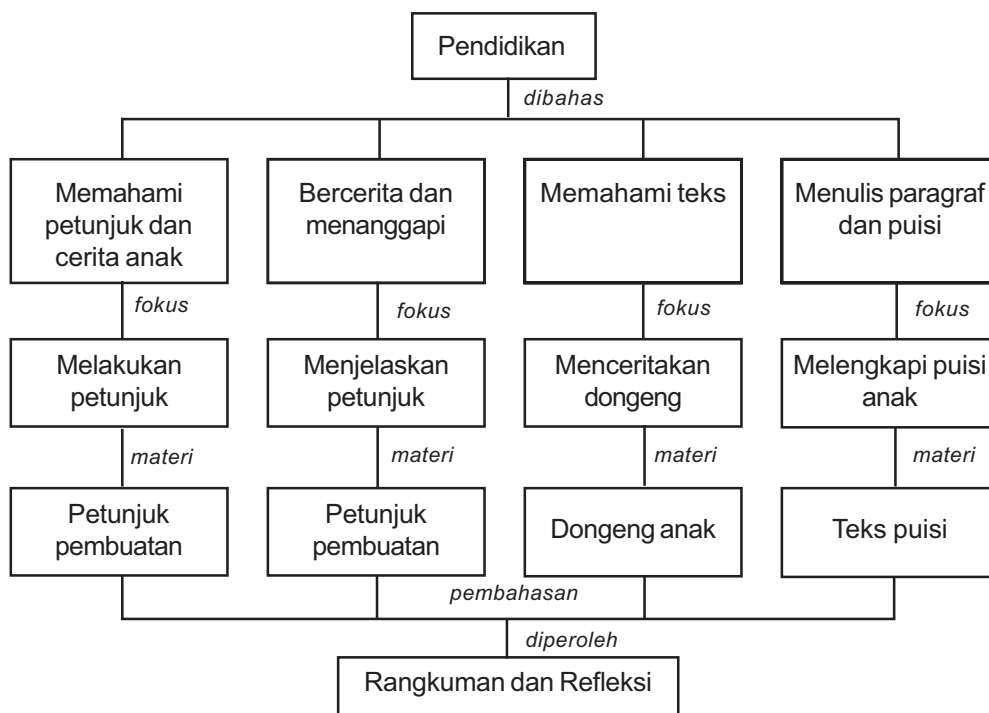 Pendidikan
dibahas
Memahami
petunjuk dan
cerita anak
Bercerita dan
menanggapi
Memahami teks
Menulis paragraf
dan puisi
fokus
fokus
fokus
fokus
Melakukan
petunjuk
Menjelaskan
petunjuk
Menceritakan
dongeng
Melengkapi puisi
anak
materi
materi
materi
materi
Petunjuk
pembuatan
Petunjuk
pembuatan
Dongeng anak
Teks puisi
pembahasan
diperoleh
Rangkuman dan Refleksi